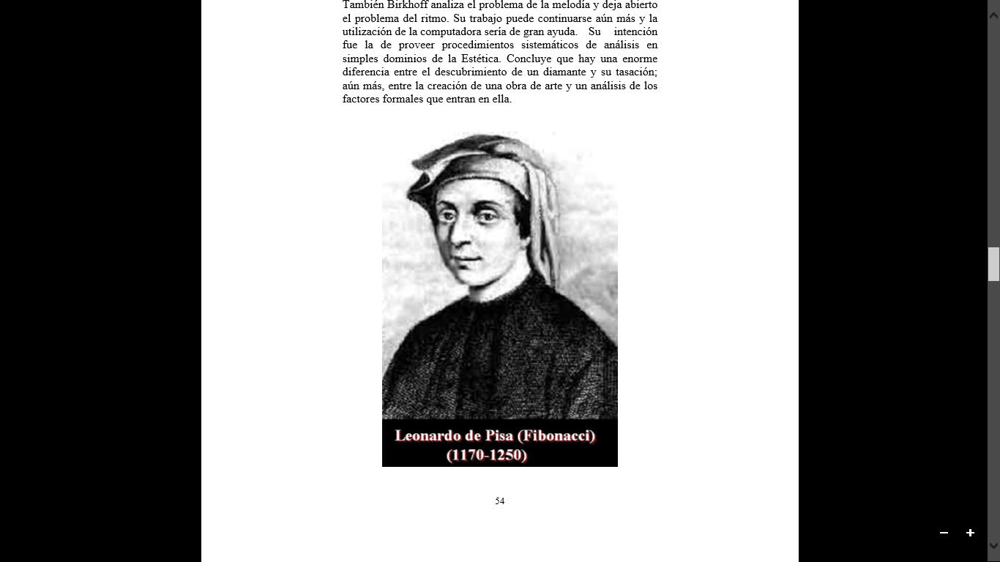 También Birkhoff analiza el problema de la melodía y deja abierto
el problema del ritmo. Su trabajo puede continuarse aún más y la
utilización de la computadora sería de gran ayuda. Su intención
fue la de proveer procedimientos sistemáticos de análisis en
simples dominios de la Estética. Concluye que hay una enorme
diferencia entre el descubrimiento de un diamante y su tasación;
aún más, entre la creación de una obra de arte y un análisis de los
factores formales que entran en ella.
Leonardo de Pisa (Fibonacci)
(1170-1250)
54